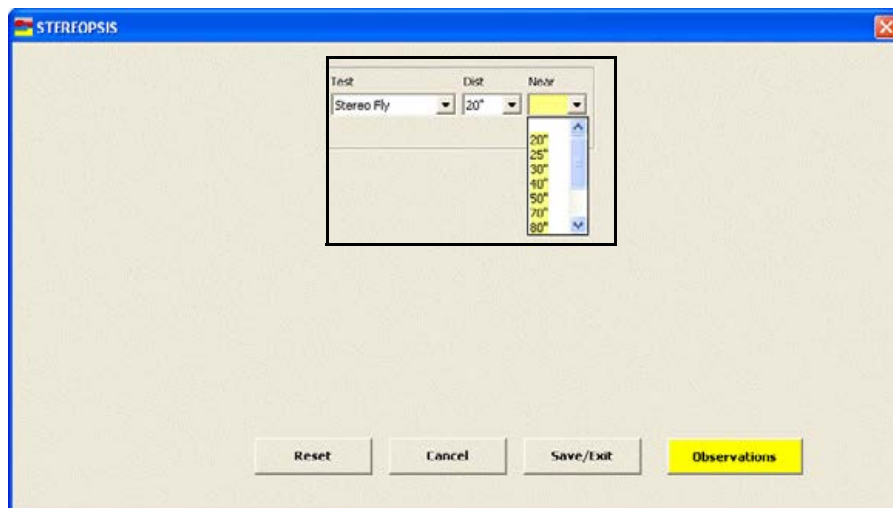 STEREOPSIS
Test Dist Near
Stereo Fly 20"
20"
25"
30"
40"
50"
70"
80"
Reset Cancel Save/Exit Observations